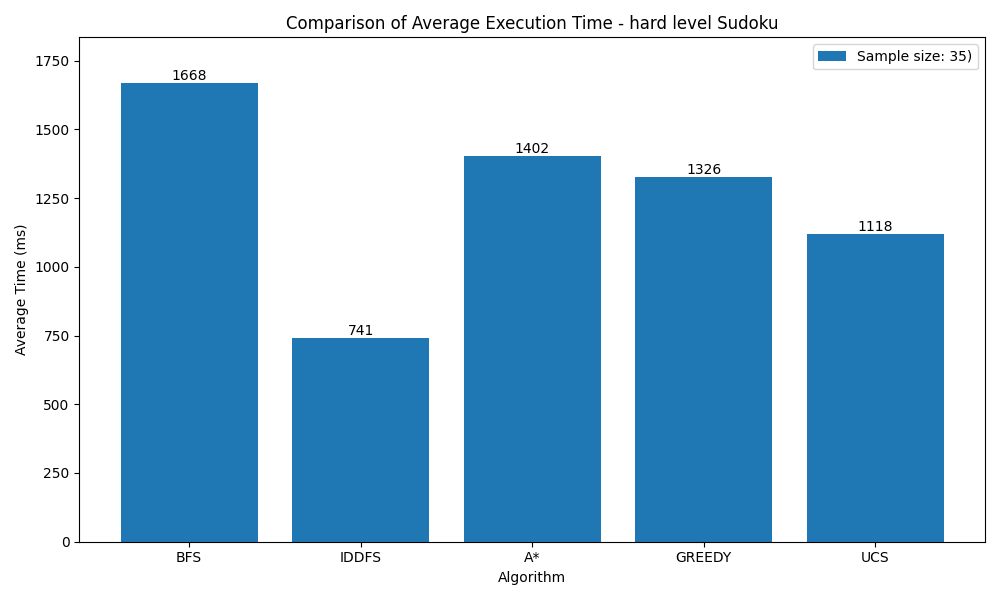 Comparison of Average Execution Time - hard level Sudoku
Sample size: 35)
Average Time (ms)
1750
1500
1250
1000
750
500
250
0
1668
741
1402
1326
1118
BFS
IDDFS
A*
GREEDY
UCS
Algorithm